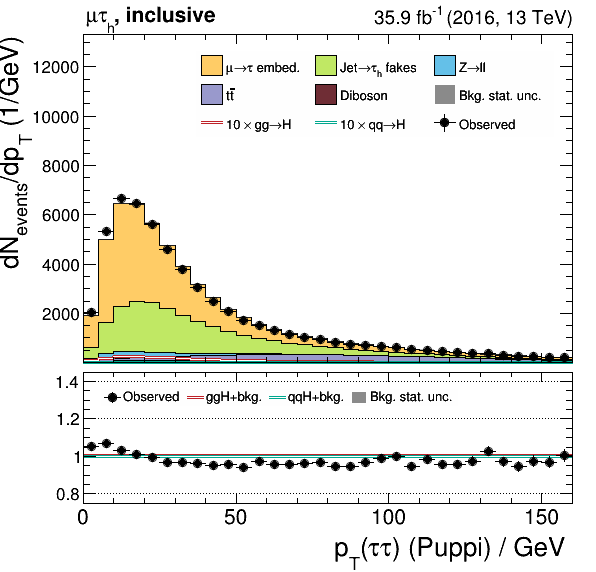 μτh, inclusive
35.9 fb⁻¹ (2016, 13 TeV)
dNevents/dpT (1/GeV)
12000
10000
8000
6000
4000
2000
μ→τ embed.
Jet→τh fakes
Z→ll
tt̄
Diboson
Bkg. stat. unc.
10 × gg→H
10 × qq→H
Observed
1.4
1.2
1
0.8
Observed
ggH+bkg.
qqH+bkg.
Bkg. stat. unc.
0
50
100
150
pT(ττ) (Puppi) / GeV